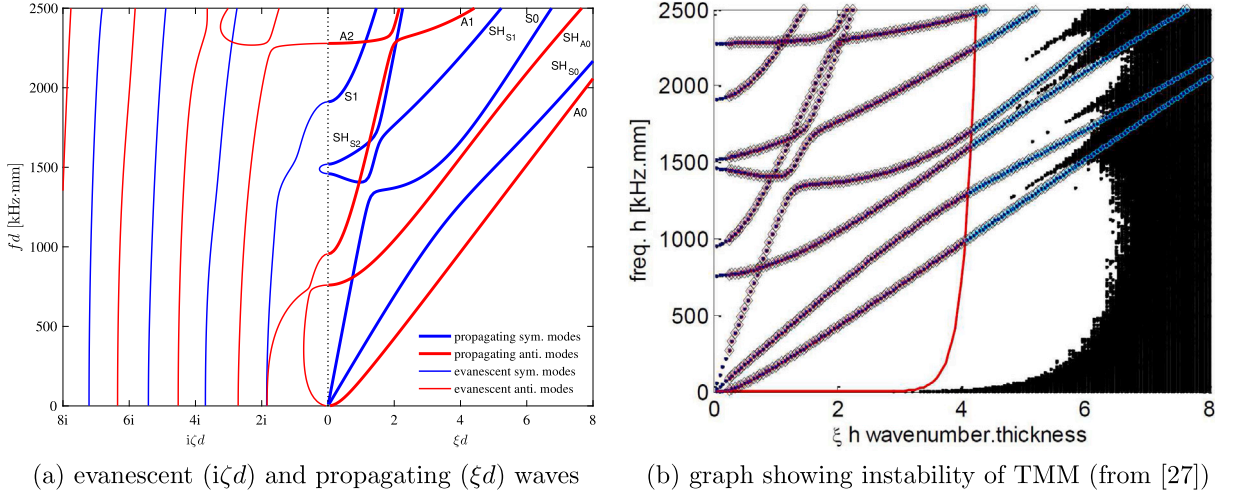 2500
2000
1500
1000
500
0
fd [kHz·mm]
A2
A1
S0
SH_S1
SH_A0
SH_S0
S1
SH_S2
A0
propagating sym. modes
propagating anti. modes
evanescent sym. modes
evanescent anti. modes
8i 6i 4i 2i 0 2 4 6 8
iζd ξd
(a) evanescent (iζd) and propagating (ξd) waves
2500
2000
1500
1000
500
0
freq. h [kHz.mm]
0 2 4 6 8
ξ h wavenumber.thickness
(b) graph showing instability of TMM (from [27])